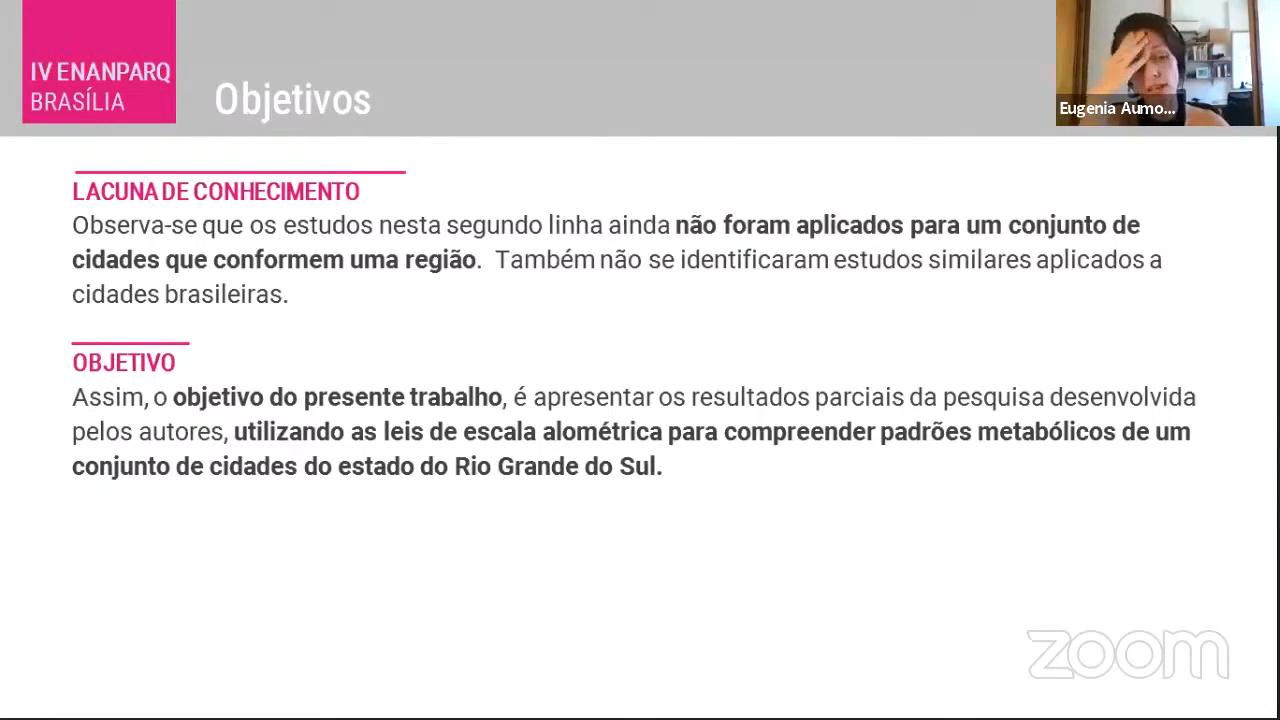 IV ENANPARQ
BRASÍLIA
Objetivos
Eugenia Aumo...
LACUNA DE CONHECIMENTO
Observa-se que os estudos nesta segundo linha ainda não foram aplicados para um conjunto de
cidades que conformem uma região. Também não se identificaram estudos similares aplicados a
cidades brasileiras.
OBJETIVO
Assim, o objetivo do presente trabalho, é apresentar os resultados parciais da pesquisa desenvolvida
pelos autores, utilizando as leis de escala alométrica para compreender padrões metabólicos de um
conjunto de cidades do estado do Rio Grande do Sul.
zoom